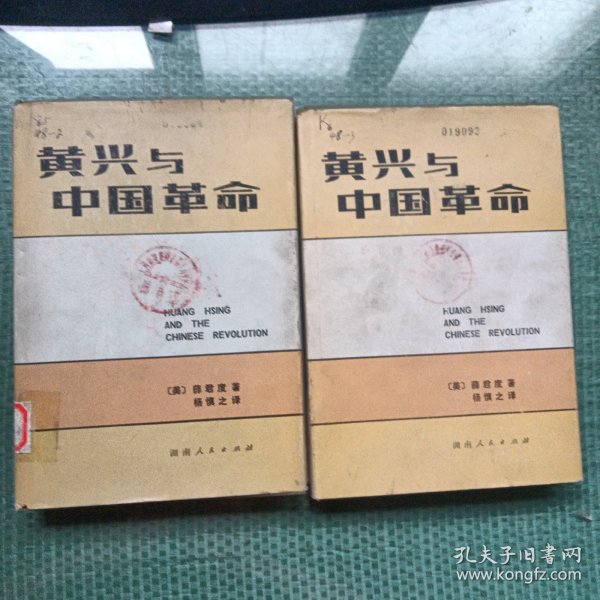 黄兴与
中国革命
HUANG HSING
AND THE
CHINESE REVOLUTION
〔美〕薛君度著
杨慎之译
湖南人民出版社
K
48-3
019092
黄兴与
中国革命
HUANG HSING
AND THE
CHINESE REVOLUTION
〔美〕薛君度著
杨慎之译
湖南人民出版社
孔夫子旧书网
www.kongfz.com